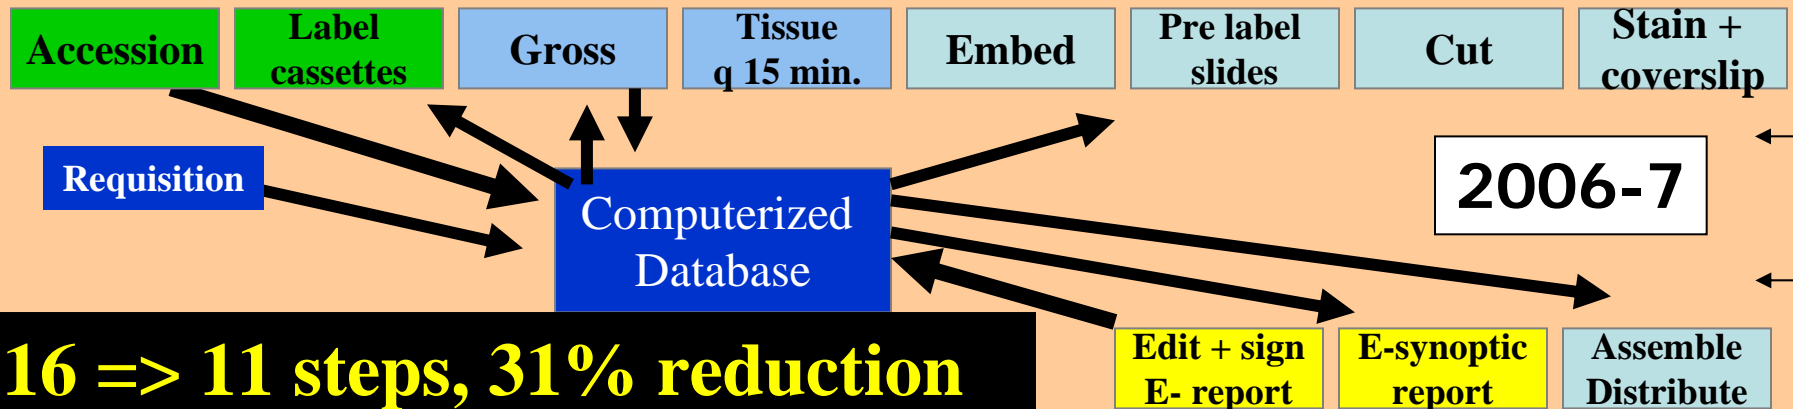 Accession
Label
cassettes
Gross
Tissue
q 15 min.
Embed
Pre label
slides
Cut
Stain +
coverslip
Requisition
Computerized
Database
2006-7
16 => 11 steps, 31% reduction
Edit + sign
E- report
E-synoptic
report
Assemble
Distribute